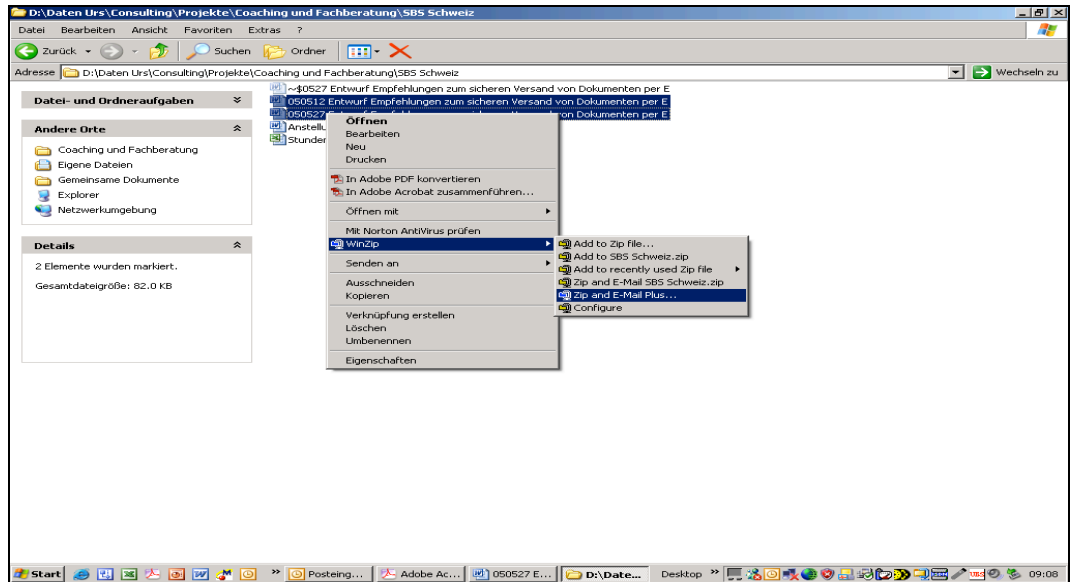 D:\Daten Urs\Consulting\Projekte\Coaching und Fachberatung\SBS Schweiz
Datei Bearbeiten Ansicht Favoriten Extras ?
Zurück Suchen Ordner
Adresse D:\Daten Urs\Consulting\Projekte\Coaching und Fachberatung\SBS Schweiz Wechseln zu
Datei- und Ordneraufgaben
Andere Orte
Coaching und Fachberatung
Eigene Dateien
Gemeinsame Dokumente
Explorer
Netzwerkumgebung
Details
2 Elemente wurden markiert.
Gesamtdateigröße: 82.0 KB
~$0527 Entwurf Empfehlungen zum sicheren Versand von Dokumenten per E
050512 Entwurf Empfehlungen zum sicheren Versand von Dokumenten per E
050527 von Dokumenten per E
Anstellu
Stunden
Öffnen
Bearbeiten
Neu
Drucken
In Adobe PDF konvertieren
In Adobe Acrobat zusammenführen...
Öffnen mit
Mit Norton AntiVirus prüfen
WinZip
Senden an
Ausschneiden
Kopieren
Verknüpfung erstellen
Löschen
Umbenennen
Eigenschaften
Add to Zip file...
Add to SBS Schweiz.zip
Add to recently used Zip file
Zip and E-Mail SBS Schweiz.zip
Zip and E-Mail Plus...
Configure
Start » Posteing... Adobe Ac... 050527 E... D:\Date... Desktop » UBS 09:08